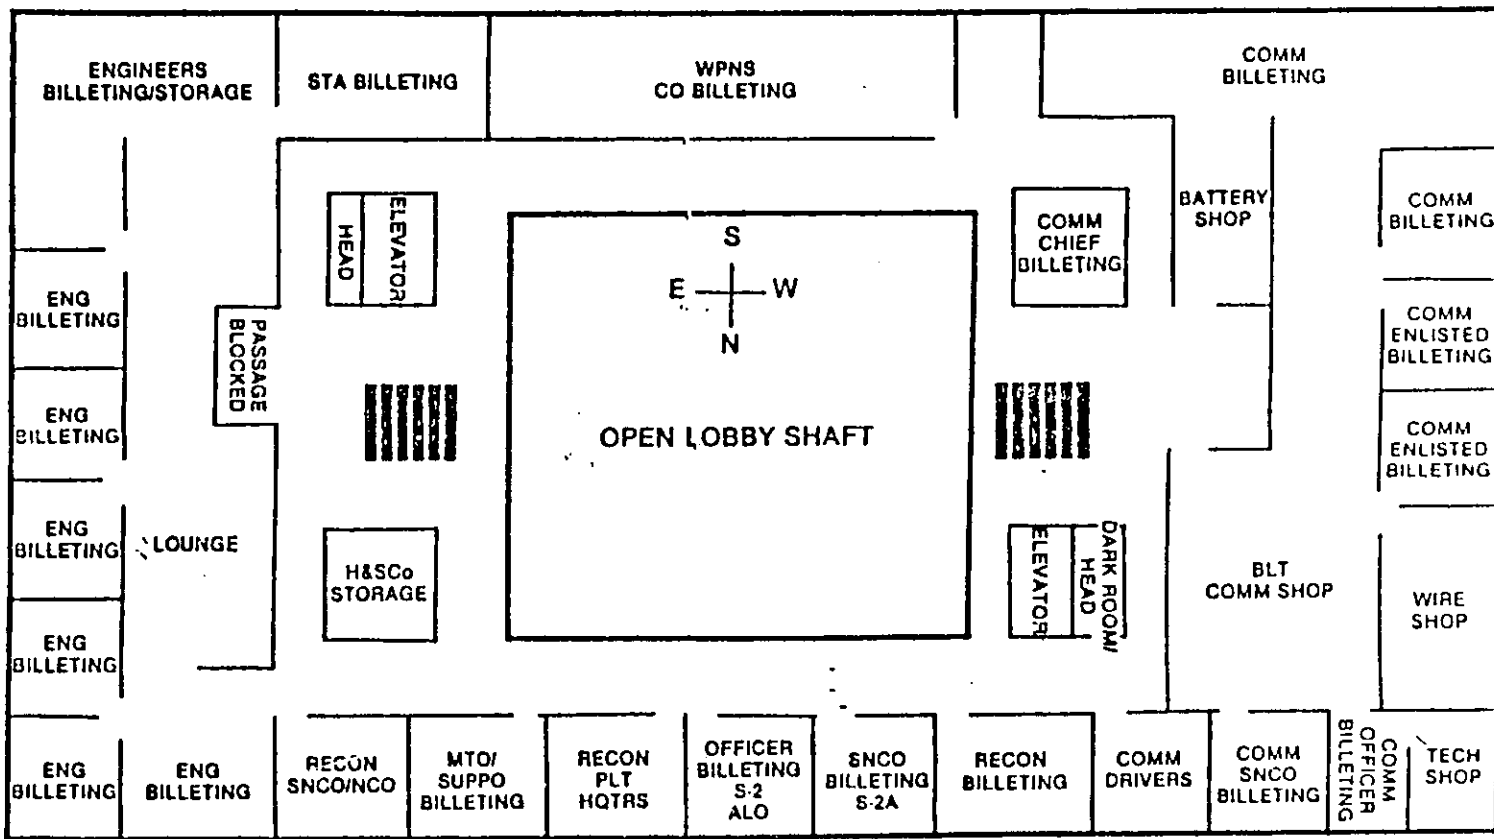 ENGINEERS
BILLETING/STORAGE
STA BILLETING
WPNS
CO BILLETING
COMM
BILLETING
HEAD
ELEVATOR
S
E
W
N
COMM
CHIEF
BILLETING
BATTERY
SHOP
COMM
BILLETING
ENG
BILLETING
PASSAGE
BLOCKED
COMM
ENLISTED
BILLETING
ENG
BILLETING
OPEN LOBBY SHAFT
COMM
ENLISTED
BILLETING
ENG
BILLETING
LOUNGE
H&SCo
STORAGE
ELEVATOR
DARK ROOM/
HEAD
BLT
COMM SHOP
WIRE
SHOP
ENG
BILLETING
ENG
BILLETING
ENG
BILLETING
RECON
SNCO/NCO
MTO/
SUPPO
BILLETING
RECON
PLT
HQTRS
OFFICER
BILLETING
S-2
ALO
SNCO
BILLETING
S-2A
RECON
BILLETING
COMM
DRIVERS
COMM
SNCO
BILLETING
COMM
OFFICER
BILLETING
TECH
SHOP